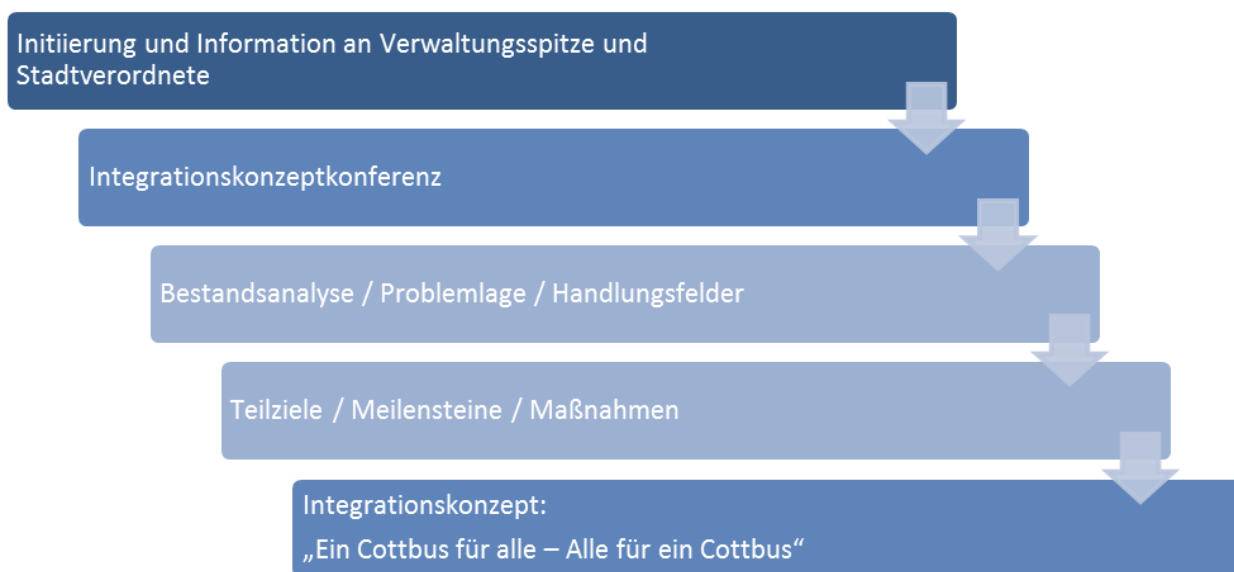 Initiierung und Information an Verwaltungsspitze und
Stadtverordnete
Integrationskonzeptkonferenz
Bestandsanalyse / Problemlage / Handlungsfelder
Teilziele / Meilensteine / Maßnahmen
Integrationskonzept:
„Ein Cottbus für alle – Alle für ein Cottbus“